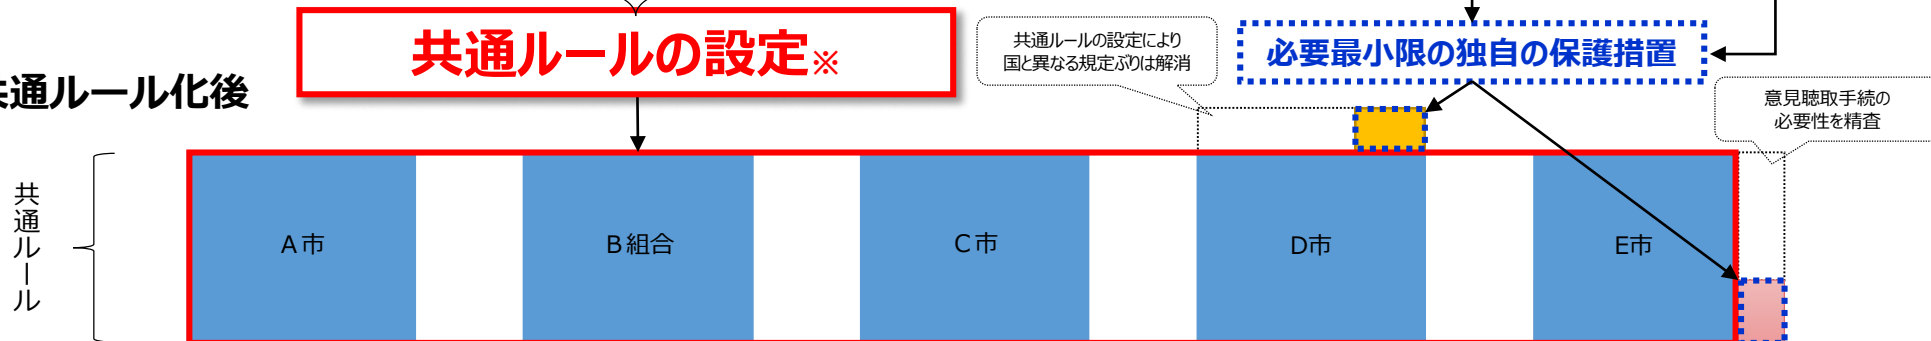 共通ルールの設定※
共通ルールの設定により
国と異なる規定ぶりは解消
必要最小限の独自の保護措置
共通ルール化後
意見聴取手続の
必要性を精査
共通ルール
A市
B組合
C市
D市
E市